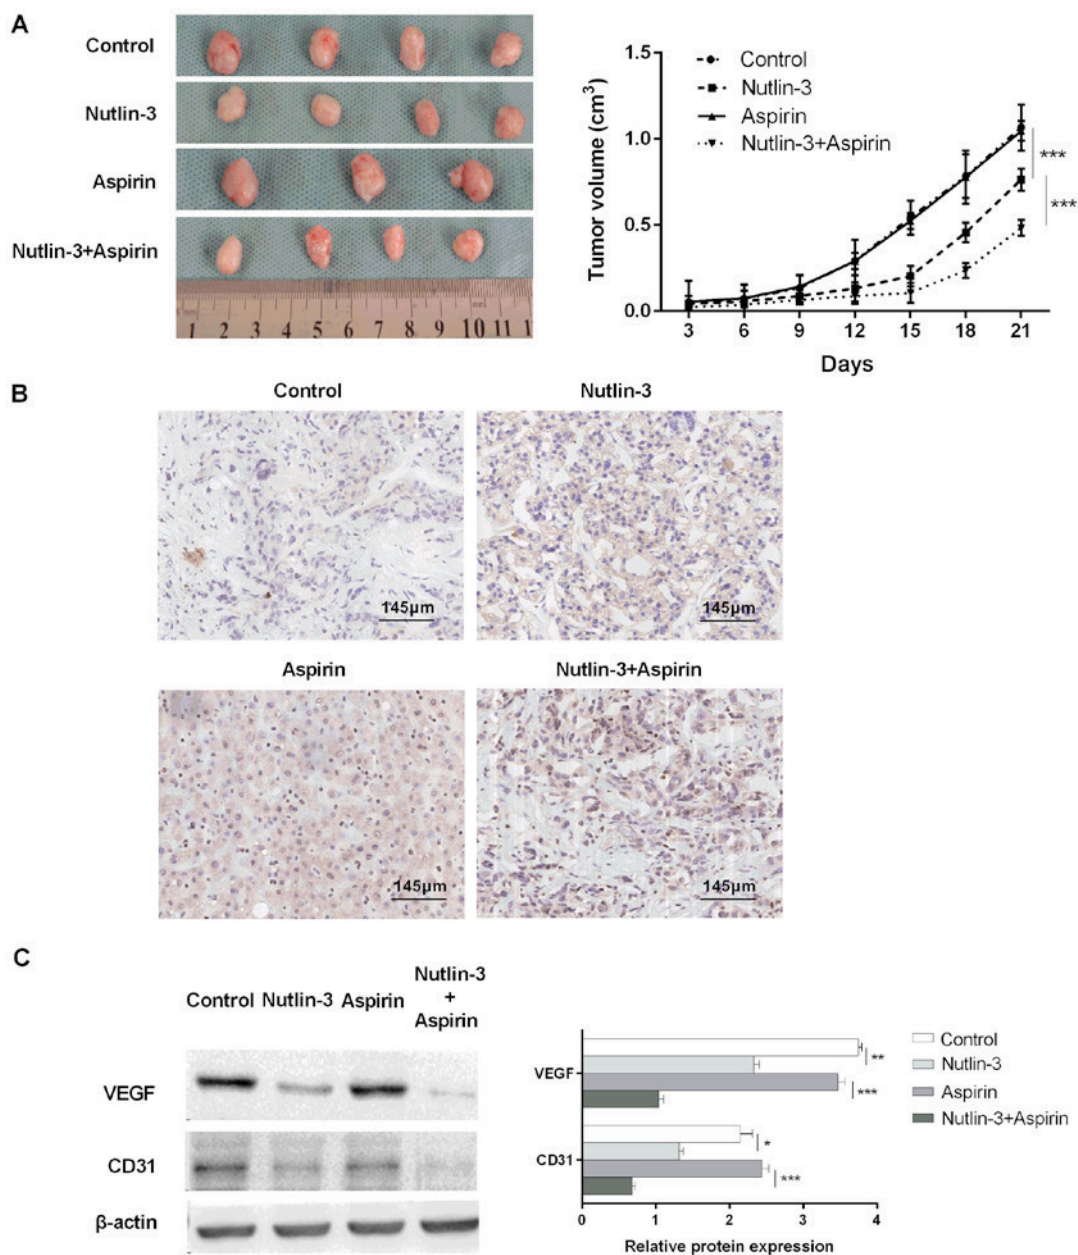 A
Control
Nutlin-3
Aspirin
Nutlin-3+Aspirin
1 2 3 4 5 6 7 8 9 10 11 1
Tumor volume (cm³)
1.5
1.0
0.5
0.0
Control
Nutlin-3
Aspirin
Nutlin-3+Aspirin
***
***
3 6 9 12 15 18 21
Days
B
Control
Nutlin-3
145µm
145µm
Aspirin
Nutlin-3+Aspirin
145µm
145µm
C
Control Nutlin-3 Aspirin Nutlin-3
+
Aspirin
VEGF
CD31
β-actin
VEGF
CD31
**
***
*
***
0 1 2 3 4
Relative protein expression
Control
Nutlin-3
Aspirin
Nutlin-3+Aspirin